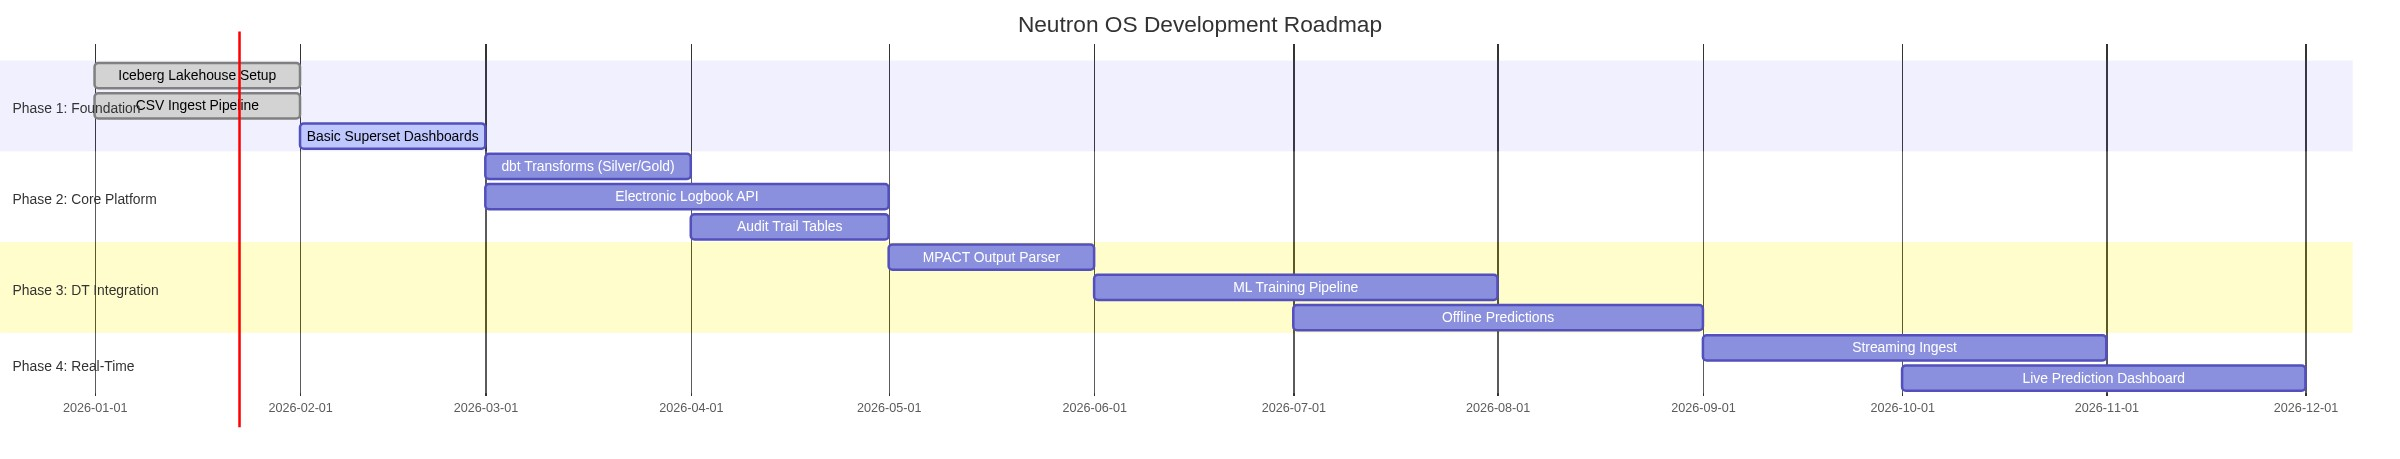 Neutron OS Development Roadmap
Iceberg Lakehouse Setup
Phase 1: Foundation
CSV Ingest Pipeline
Basic Superset Dashboards
dbt Transforms (Silver/Gold)
Phase 2: Core Platform
Electronic Logbook API
Audit Trail Tables
MPACT Output Parser
Phase 3: DT Integration
ML Training Pipeline
Offline Predictions
Streaming Ingest
Phase 4: Real-Time
Live Prediction Dashboard
2026-01-01 2026-02-01 2026-03-01 2026-04-01 2026-05-01 2026-06-01 2026-07-01 2026-08-01 2026-09-01 2026-10-01 2026-11-01 2026-12-01